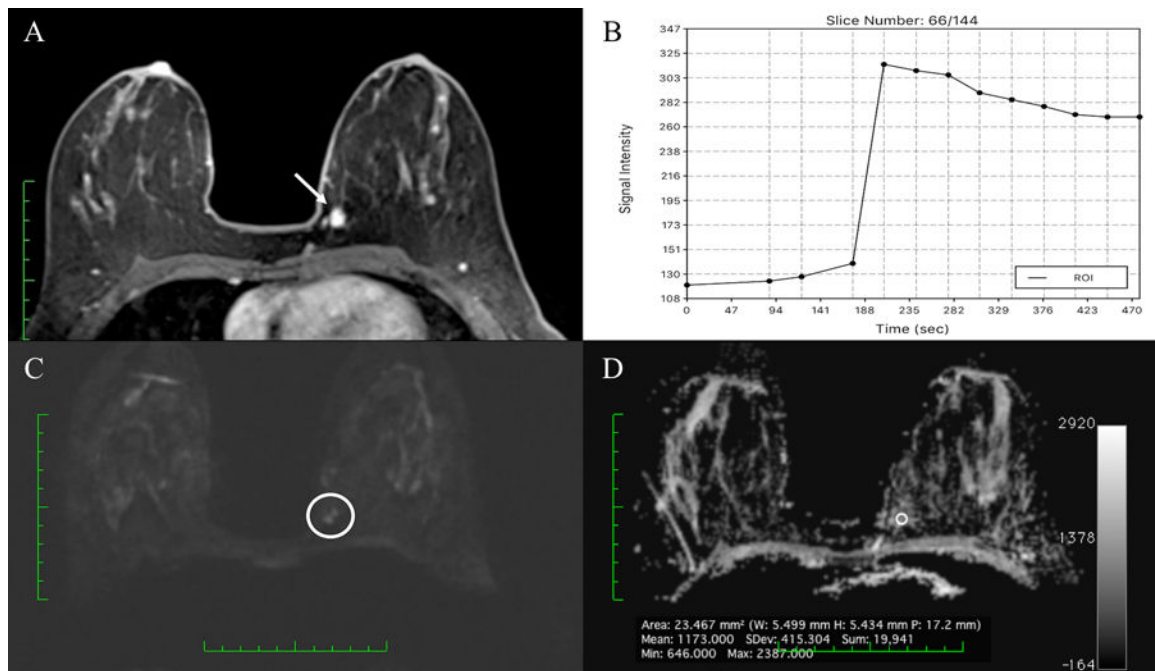 A
B
Slice Number: 66/144
347
325
303
282
260
238
216
195
173
151
130
108
Signal Intensity
0 47 94 141 188 235 282 329 376 423 470
Time (sec)
ROI
C
D
2920
1378
-164
Area: 23.467 mm² (W: 5.499 mm H: 5.434 mm P: 17.2 mm)
Mean: 1173.000 SDev: 415.304 Sum: 19,941
Min: 646.000 Max: 2387.000